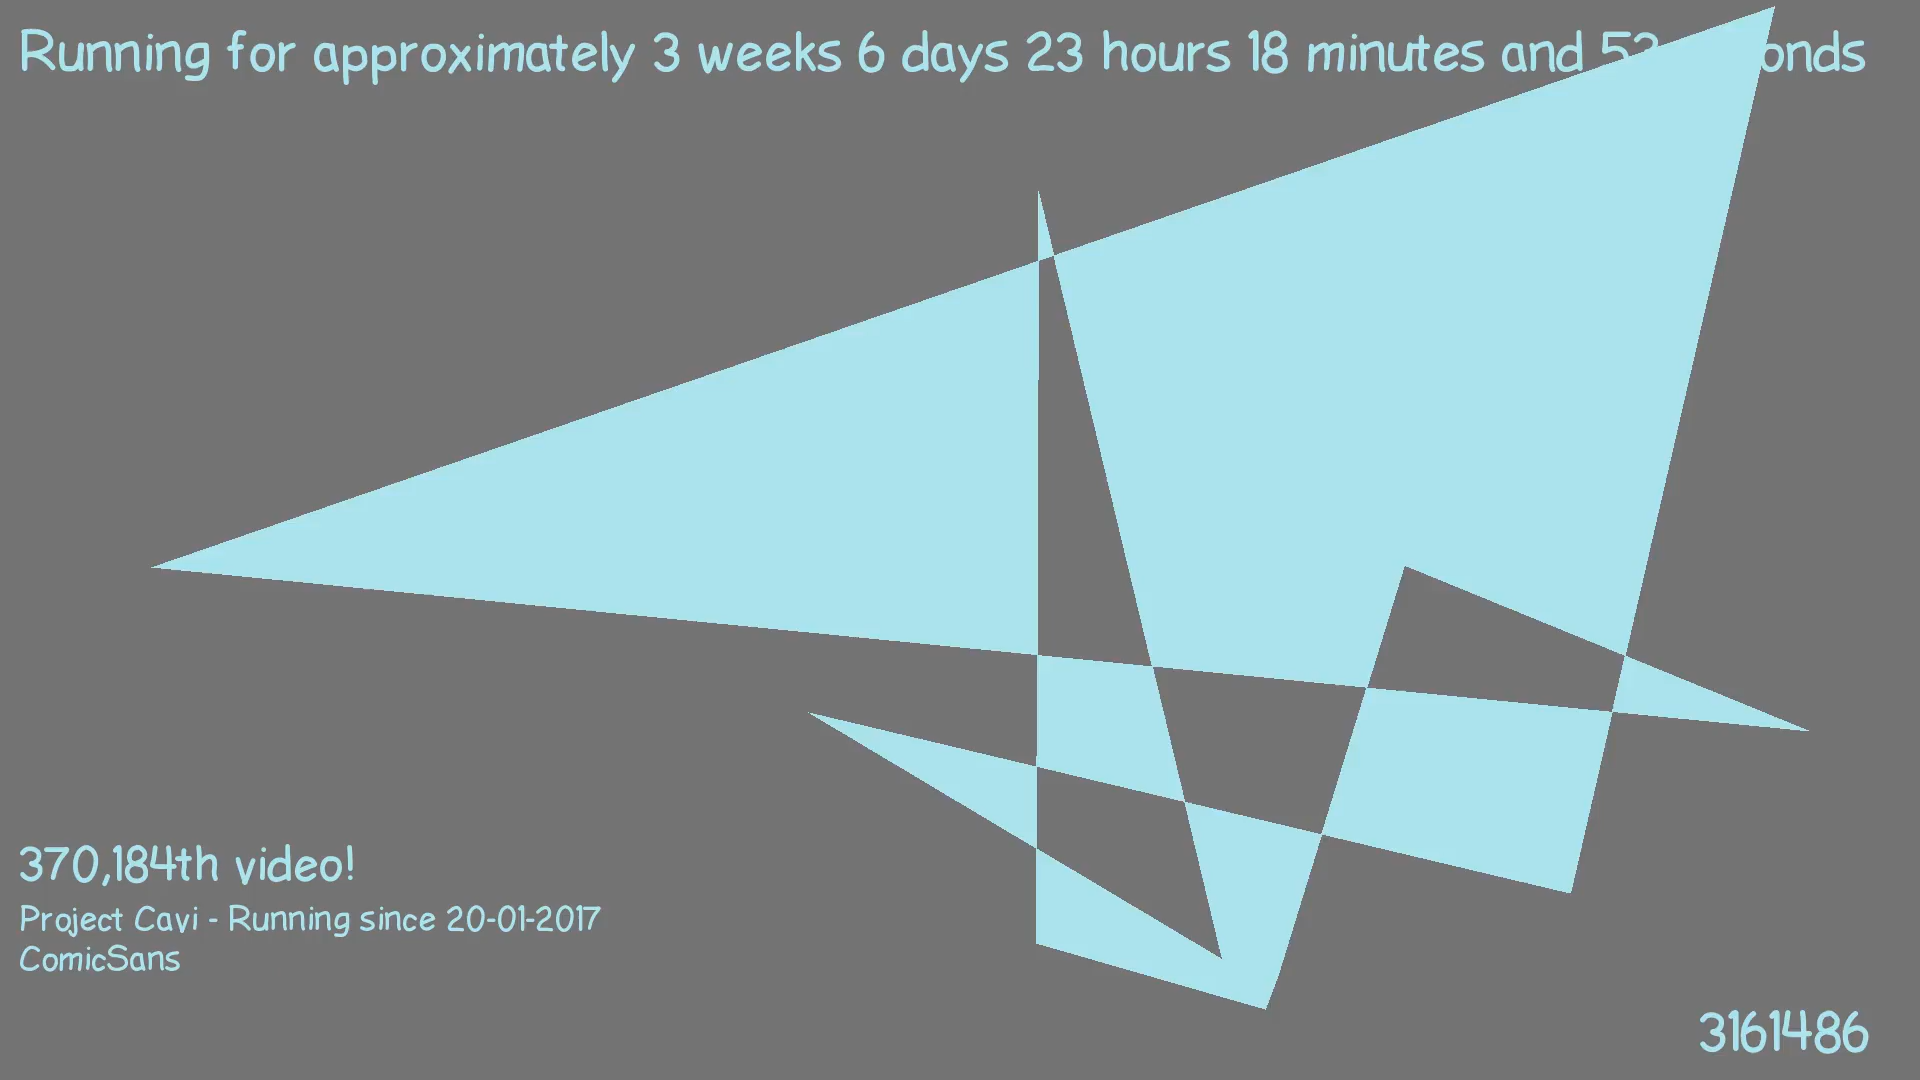 Running for approximately 3 weeks 6 days 23 hours 18 minutes and 53
370,184th video!
Project Cavi - Running since 20-01-2017
ComicSans
3161486